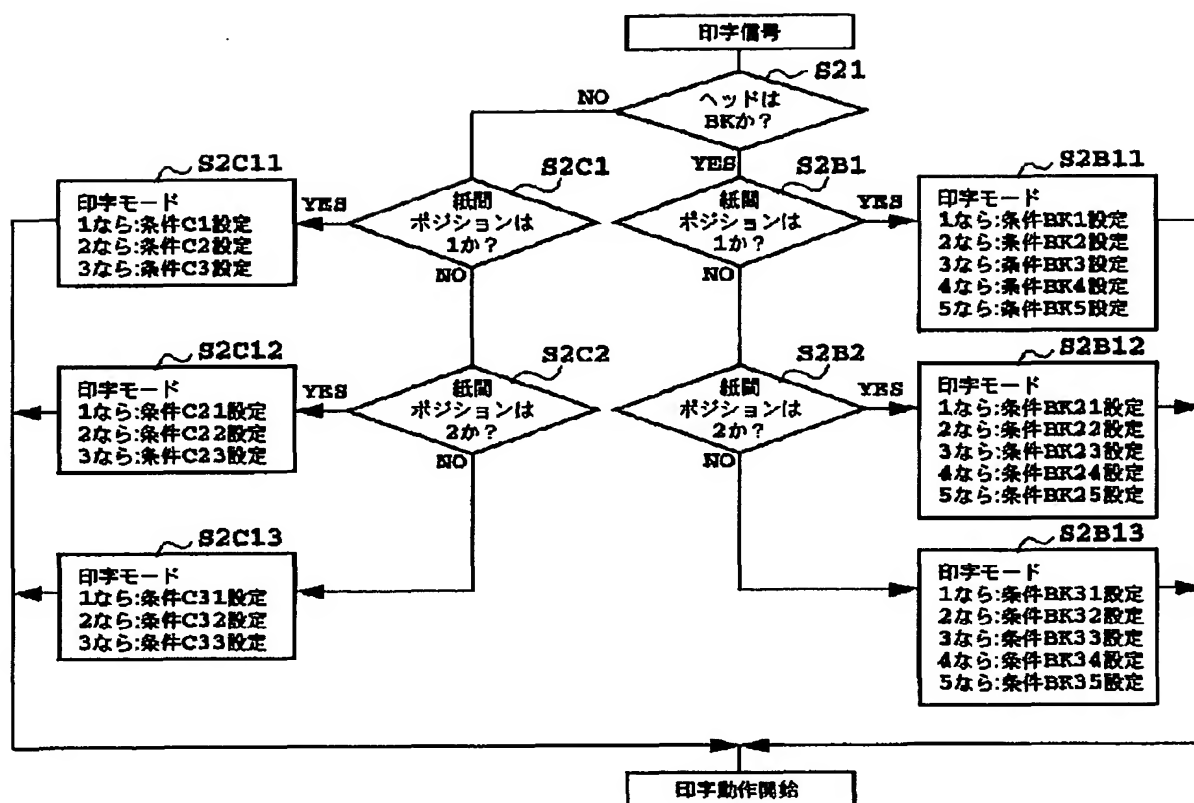 印字信号
S21
ヘッドは
BKか?
NO
YES
S2C11
印字モード
1なら:条件C1設定
2なら:条件C2設定
3なら:条件C3設定
YES
S2C1
紙間
ポジションは
1か?
NO
S2B1
紙間
ポジションは
1か?
YES
NO
S2B11
印字モード
1なら:条件BK1設定
2なら:条件BK2設定
3なら:条件BK3設定
4なら:条件BK4設定
5なら:条件BK5設定
S2C12
印字モード
1なら:条件C21設定
2なら:条件C22設定
3なら:条件C23設定
YES
S2C2
紙間
ポジションは
2か?
NO
S2B2
紙間
ポジションは
2か?
YES
NO
S2B12
印字モード
1なら:条件BK21設定
2なら:条件BK22設定
3なら:条件BK23設定
4なら:条件BK24設定
5なら:条件BK25設定
S2C13
印字モード
1なら:条件C31設定
2なら:条件C32設定
3なら:条件C33設定
S2B13
印字モード
1なら:条件BK31設定
2なら:条件BK32設定
3なら:条件BK33設定
4なら:条件BK34設定
5なら:条件BK35設定
印字動作開始